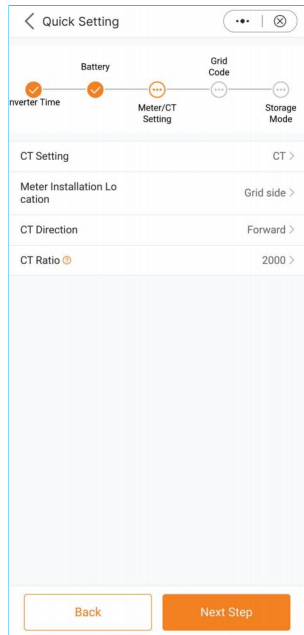 Quick Setting
Battery
Grid
Code
nverter Time
Meter/CT
Setting
Storage
Mode
CT Setting
CT
Meter Installation Lo
cation
Grid side
CT Direction
Forward
CT Ratio
2000
Back
Next Step